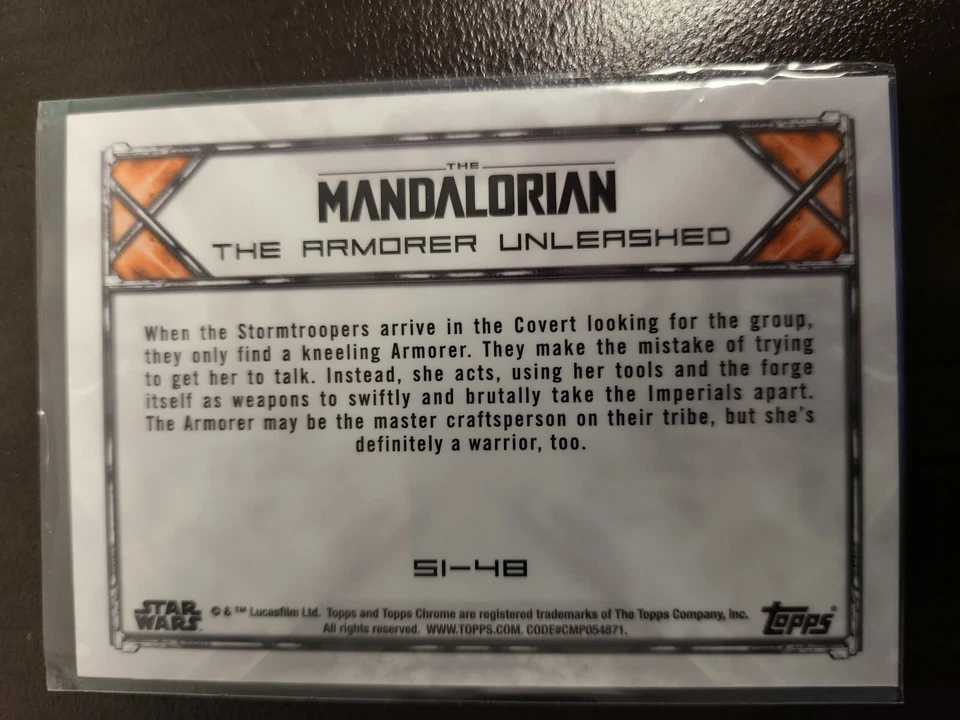 THE
MANDALORIAN
THE ARMORER UNLEASHED
When the Stormtroopers arrive in the Covert looking for the group,
they only find a kneeling Armorer. They make the mistake of trying
to get her to talk. Instead, she acts, using her tools and the forge
itself as weapons to swiftly and brutally take the Imperials apart.
The Armorer may be the master craftsperson on their tribe, but she's
definitely a warrior, too.
S1-48
STAR
WARS
© & ™ Lucasfilm Ltd. Topps and Topps Chrome are registered trademarks of The Topps Company, Inc.
All rights reserved. WWW.TOPPS.COM. CODE#CMP054871.
Topps®